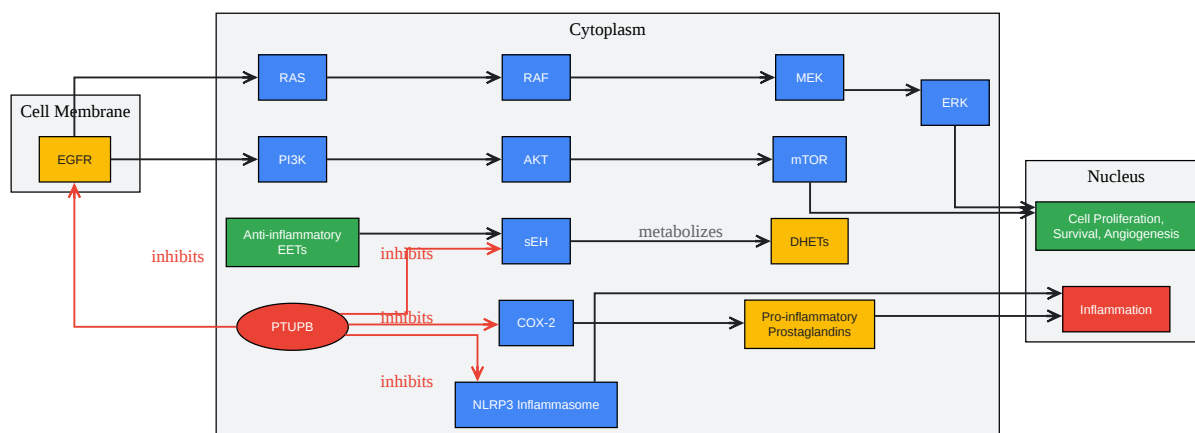 Cytoplasm
RAS
RAF
MEK
ERK
Cell Membrane
EGFR
PI3K
AKT
mTOR
Nucleus
Cell Proliferation,
Survival, Angiogenesis
Anti-inflammatory
EETs
sEH
metabolizes
DHETs
inhibits
inhibits
PTUPB
inhibits
COX-2
Pro-inflammatory
Prostaglandins
Inflammation
inhibits
NLRP3 Inflammasome